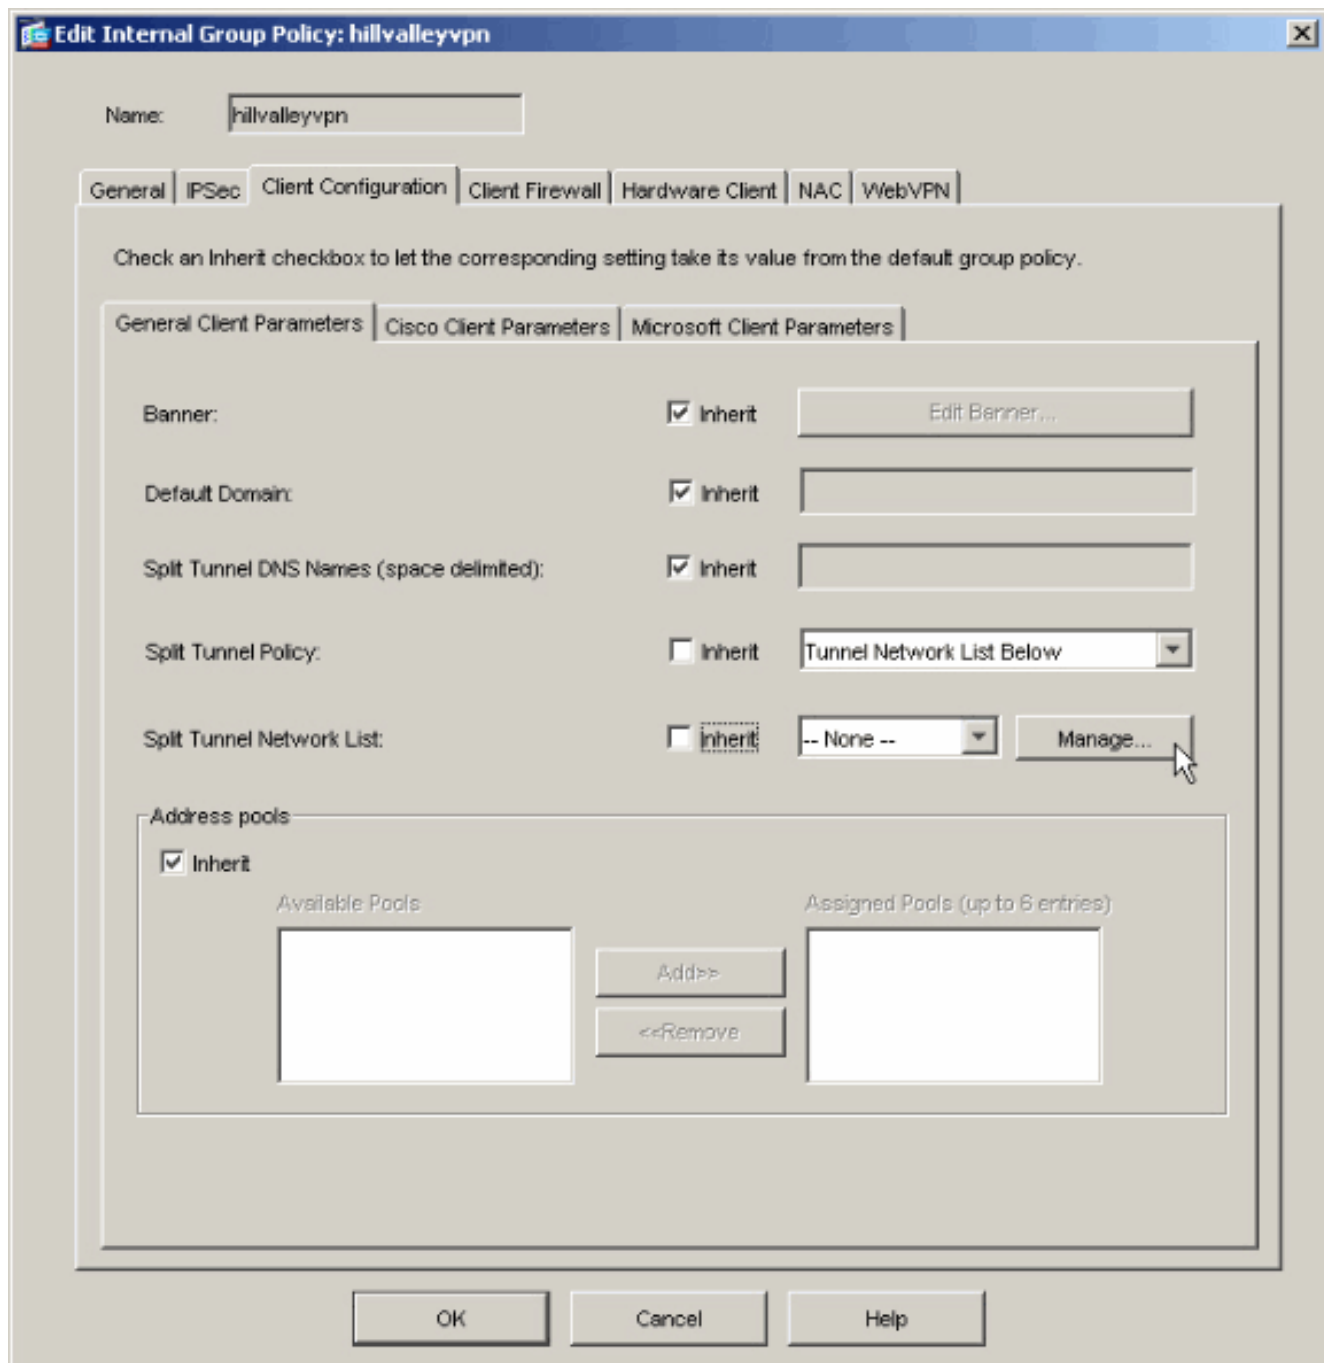 Edit Internal Group Policy: hillvalleyvpn
Name: hillvalleyvpn
General IPSec Client Configuration Client Firewall Hardware Client NAC WebVPN
Check an Inherit checkbox to let the corresponding setting take its value from the default group policy.
General Client Parameters Cisco Client Parameters Microsoft Client Parameters
Banner: Inherit Edit Banner...
Default Domain: Inherit
Split Tunnel DNS Names (space delimited): Inherit
Split Tunnel Policy: Inherit Tunnel Network List Below
Split Tunnel Network List: Inherit -- None -- Manage...
Address pools
Inherit
Available Pools Assigned Pools (up to 6 entries)
Add>>
<<Remove
OK Cancel Help